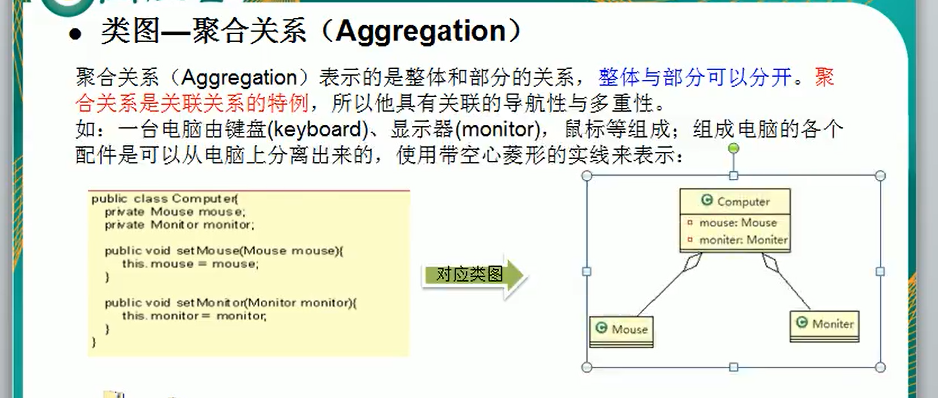 ● 类图—聚合关系（Aggregation）
聚合关系（Aggregation）表示的是整体和部分的关系，整体与部分可以分开。聚
合关系是关联关系的特例，所以他具有关联的导航性与多重性。
如：一台电脑由键盘(keyboard)、显示器(monitor)，鼠标等组成；组成电脑的各个
配件是可以从电脑上分离出来的，使用带空心菱形的实线来表示：
public class Computer{
private Mouse mouse;
private Monitor monitor;
public void setMouse(Mouse mouse){
this.mouse = mouse;
}
public void setMonitor(Monitor monitor){
this.monitor = monitor;
}
}
对应类图
C Computer
mouse: Mouse
moniter: Moniter
C Mouse
C Moniter